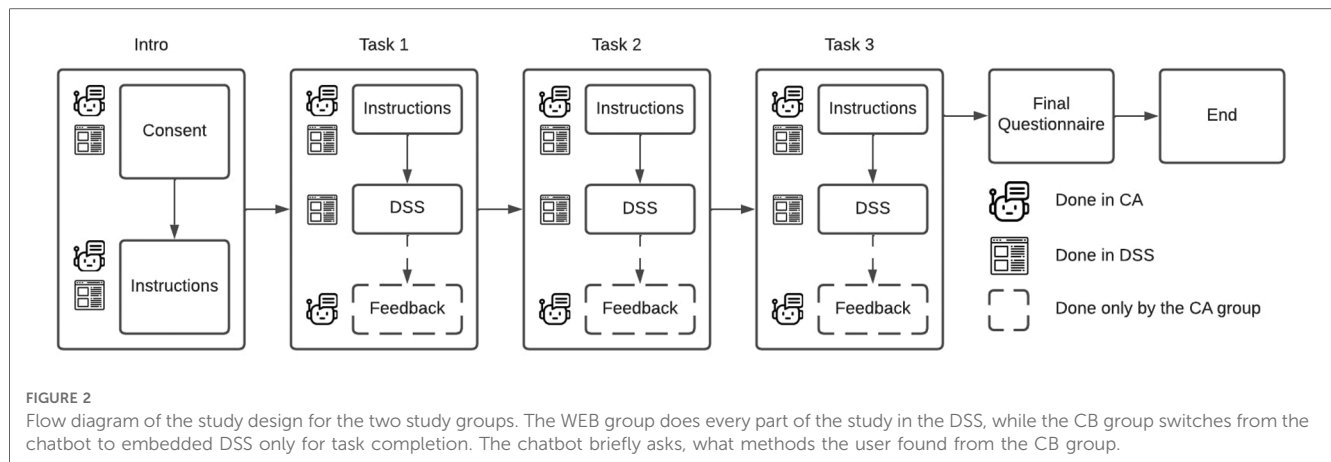 Intro
Task 1
Task 2
Task 3
Consent
Instructions
Instructions
DSS
Feedback
Instructions
DSS
Feedback
Instructions
DSS
Feedback
Final
Questionnaire
End
Done in CA
Done in DSS
Done only by the CA group
FIGURE 2
Flow diagram of the study design for the two study groups. The WEB group does every part of the study in the DSS, while the CB group switches from the
chatbot to embedded DSS only for task completion. The chatbot briefly asks, what methods the user found from the CB group.